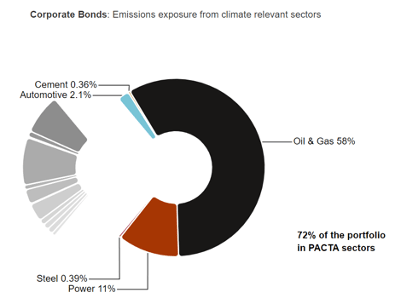 Corporate Bonds: Emissions exposure from climate relevant sectors
Cement 0.36%
Automotive 2.1%
Oil & Gas 58%
72% of the portfolio
in PACTA sectors
Steel 0.39%
Power 11%